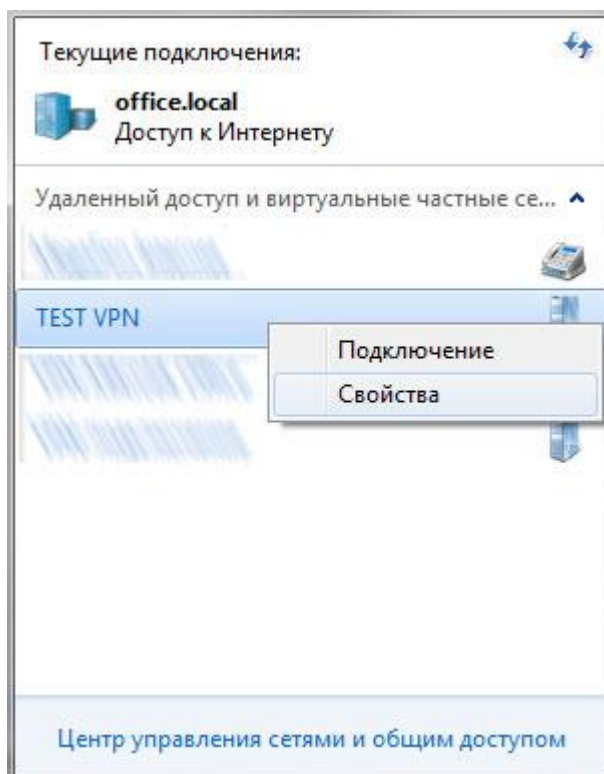 Текущие подключения:
office.local
Доступ к Интернету
Удаленный доступ и виртуальные частные се...
TEST VPN
Подключение
Свойства
Центр управления сетями и общим доступом